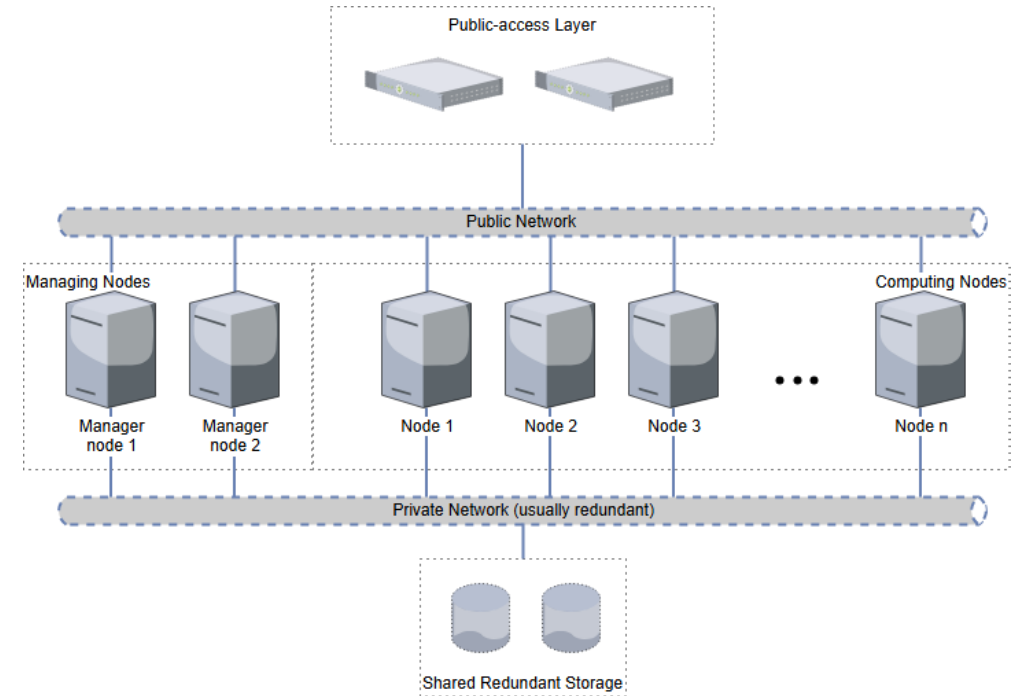 Public-access Layer
Public Network
Managing Nodes
Computing Nodes
Manager
node 1
Manager
node 2
Node 1
Node 2
Node 3
Node n
Private Network (usually redundant)
Shared Redundant Storage